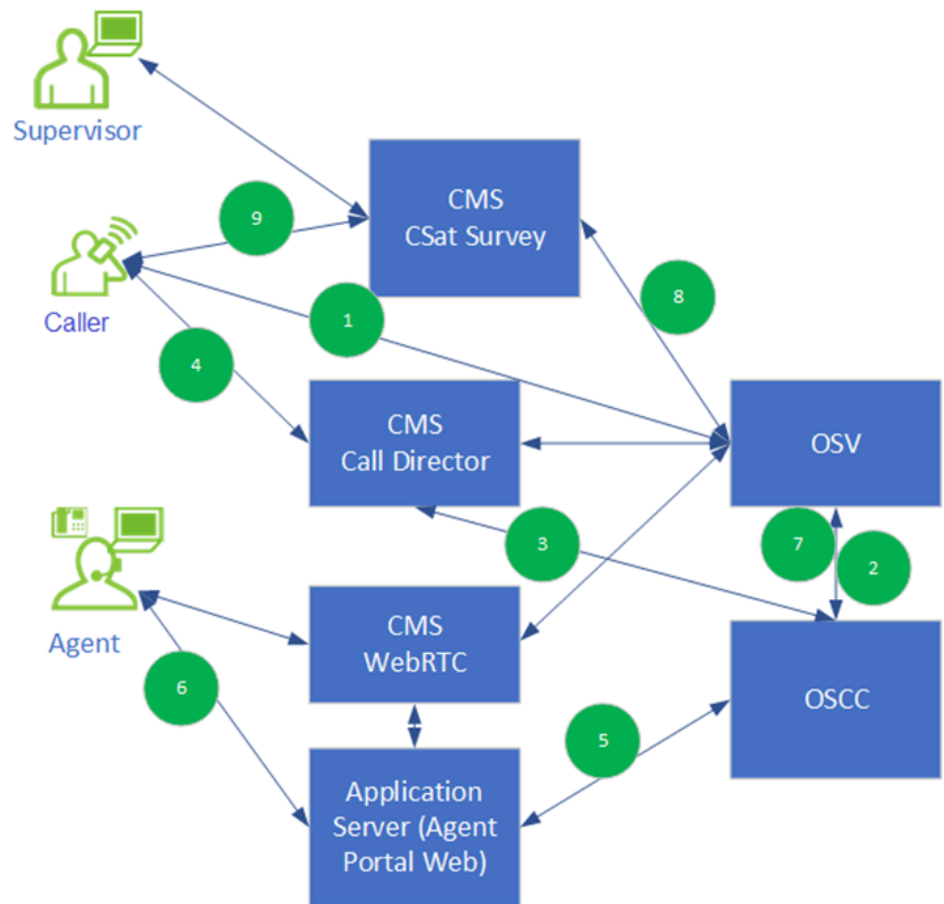 Supervisor
CMS
CSat Survey
9
Caller
1
8
4
CMS
Call Director
OSV
3
7
2
Agent
CMS
WebRTC
6
OSCC
5
Application
Server (Agent
Portal Web)